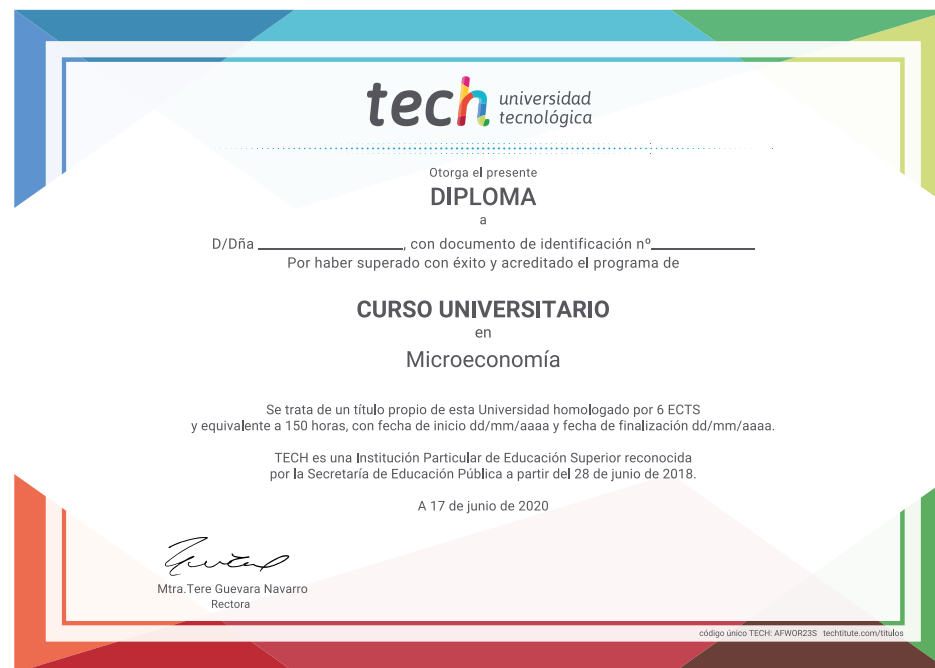 tech universidad
tecnológica
Otorga el presente
DIPLOMA
a
D/Dña ____________________, con documento de identificación nº______________
Por haber superado con éxito y acreditado el programa de
CURSO UNIVERSITARIO
en
Microeconomía
Se trata de un título propio de esta Universidad homologado por 6 ECTS
y equivalente a 150 horas, con fecha de inicio dd/mm/aaaa y fecha de finalización dd/mm/aaaa.
TECH es una Institución Particular de Educación Superior reconocida
por la Secretaría de Educación Pública a partir del 28 de junio de 2018.
A 17 de junio de 2020
Mtra.Tere Guevara Navarro
Rectora
código único TECH: AFWOR23S techtitute.com/titulos